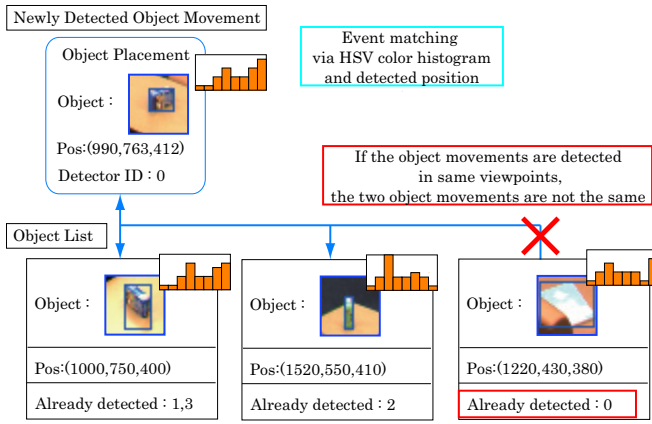 Newly Detected Object Movement
Object Placement
Object :
Pos:(990,763,412)
Detector ID : 0
Event matching
via HSV color histogram
and detected position
If the object movements are detected
in same viewpoints,
the two object movements are not the same
Object List
Object :
Pos:(1000,750,400)
Already detected : 1,3
Object :
Pos:(1520,550,410)
Already detected : 2
Object :
Pos:(1220,430,380)
Already detected : 0